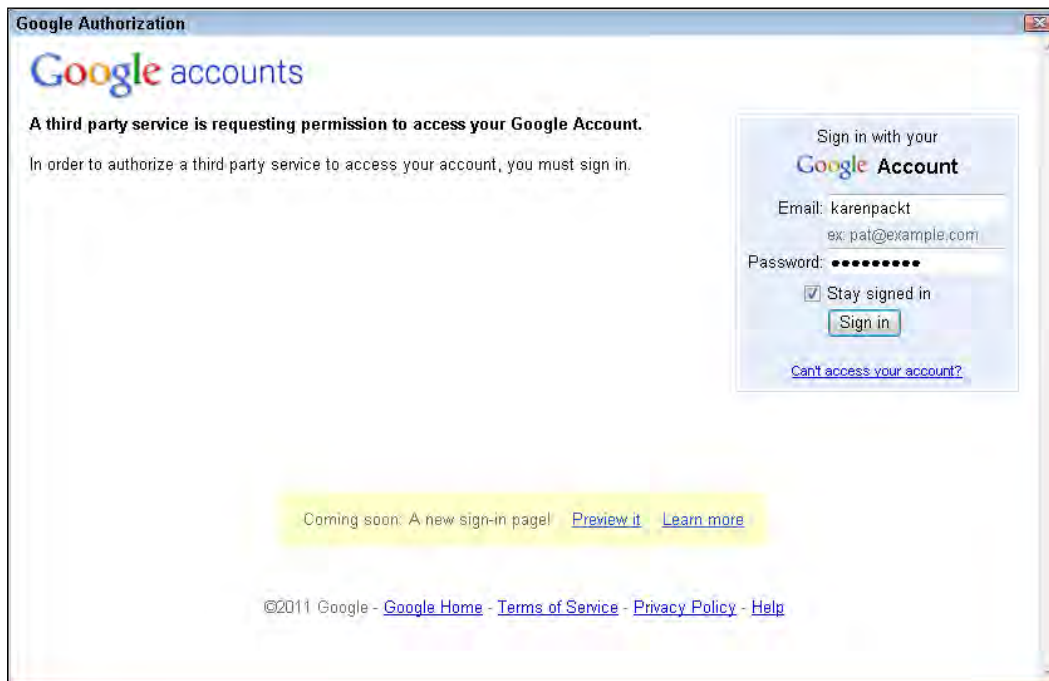 Google Authorization
Google accounts
A third party service is requesting permission to access your Google Account.
In order to authorize a third party service to access your account, you must sign in.
Sign in with your
Google Account
Email: karenpackt
ex: pat@example.com
Password: •••••••••
Stay signed in
Sign in
Can't access your account?
Coming soon: A new sign-in page! Preview it Learn more
©2011 Google - Google Home - Terms of Service - Privacy Policy - Help